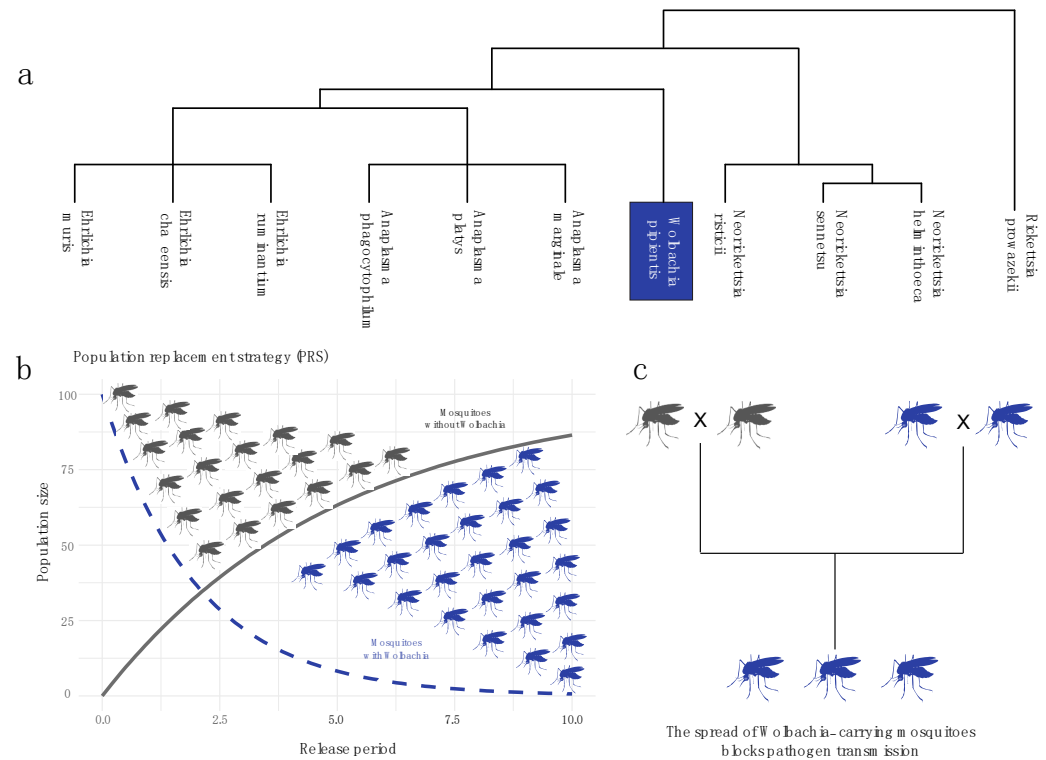 a
Ehrlichia
muris
Ehrlichia
cha eensis
Ehrlichia
ruminantium
Anaplasma
phagocytophilum
Anaplasma
platys
Anaplasma
marginale
Wolbachia
pipientis
Neorickettsia
risticii
Neorickettsia
sennetsu
Neorickettsia
helminthoeca
Rickettsia
prowazekii
b
Population replacement strategy (PRS)
Population size
100
75
50
25
0
0.0
2.5
5.0
7.5
10.0
Release period
Mosquitoes
without Wolbachia
Mosquitoes
with Wolbachia
c
X
X
The spread of Wolbachia-carrying mosquitoes
blocks pathogen transmission